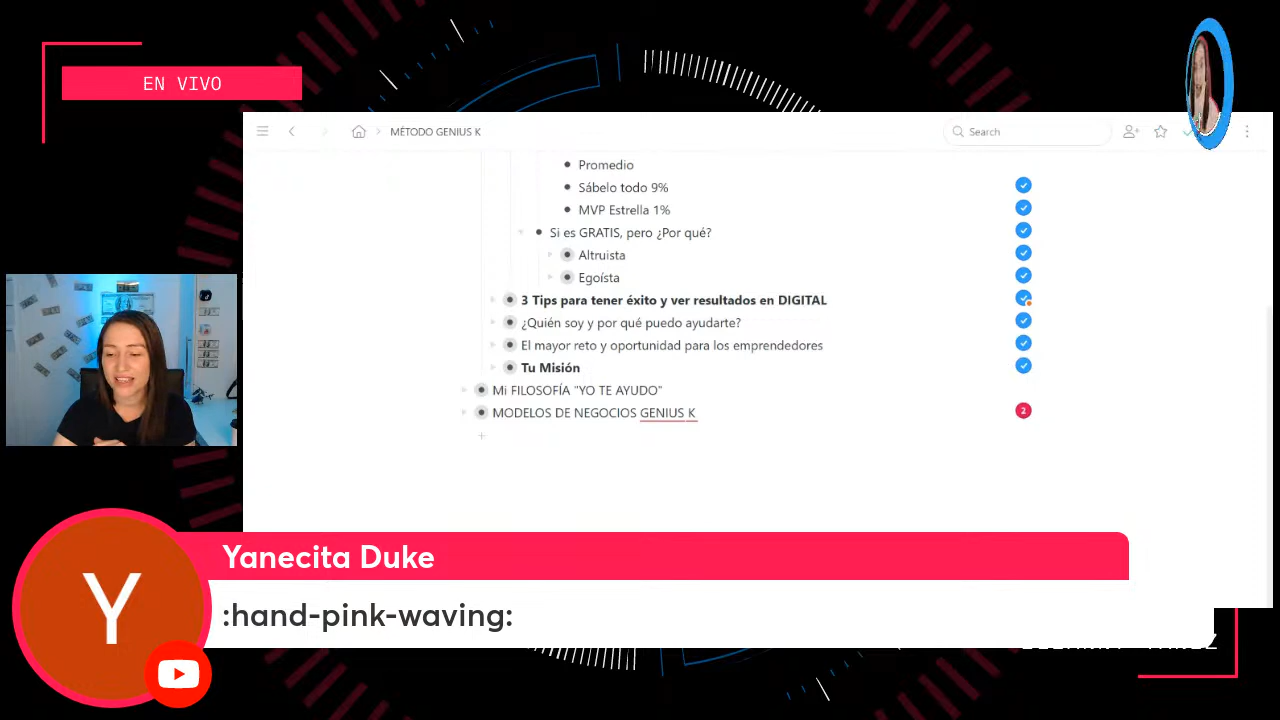 EN VIVO
MÉTODO GENIUS K
Search
Promedio
Sábelo todo 9%
MVP Estrella 1%
Si es GRATIS, pero ¿Por qué?
Altruista
Egoísta
3 Tips para tener éxito y ver resultados en DIGITAL
¿Quién soy y por qué puedo ayudarte?
El mayor reto y oportunidad para los emprendedores
Tu Misión
Mi FILOSOFÍA "YO TE AYUDO"
MODELOS DE NEGOCIOS GENIUS K
2
Y
Yanecita Duke
:hand-pink-waving: